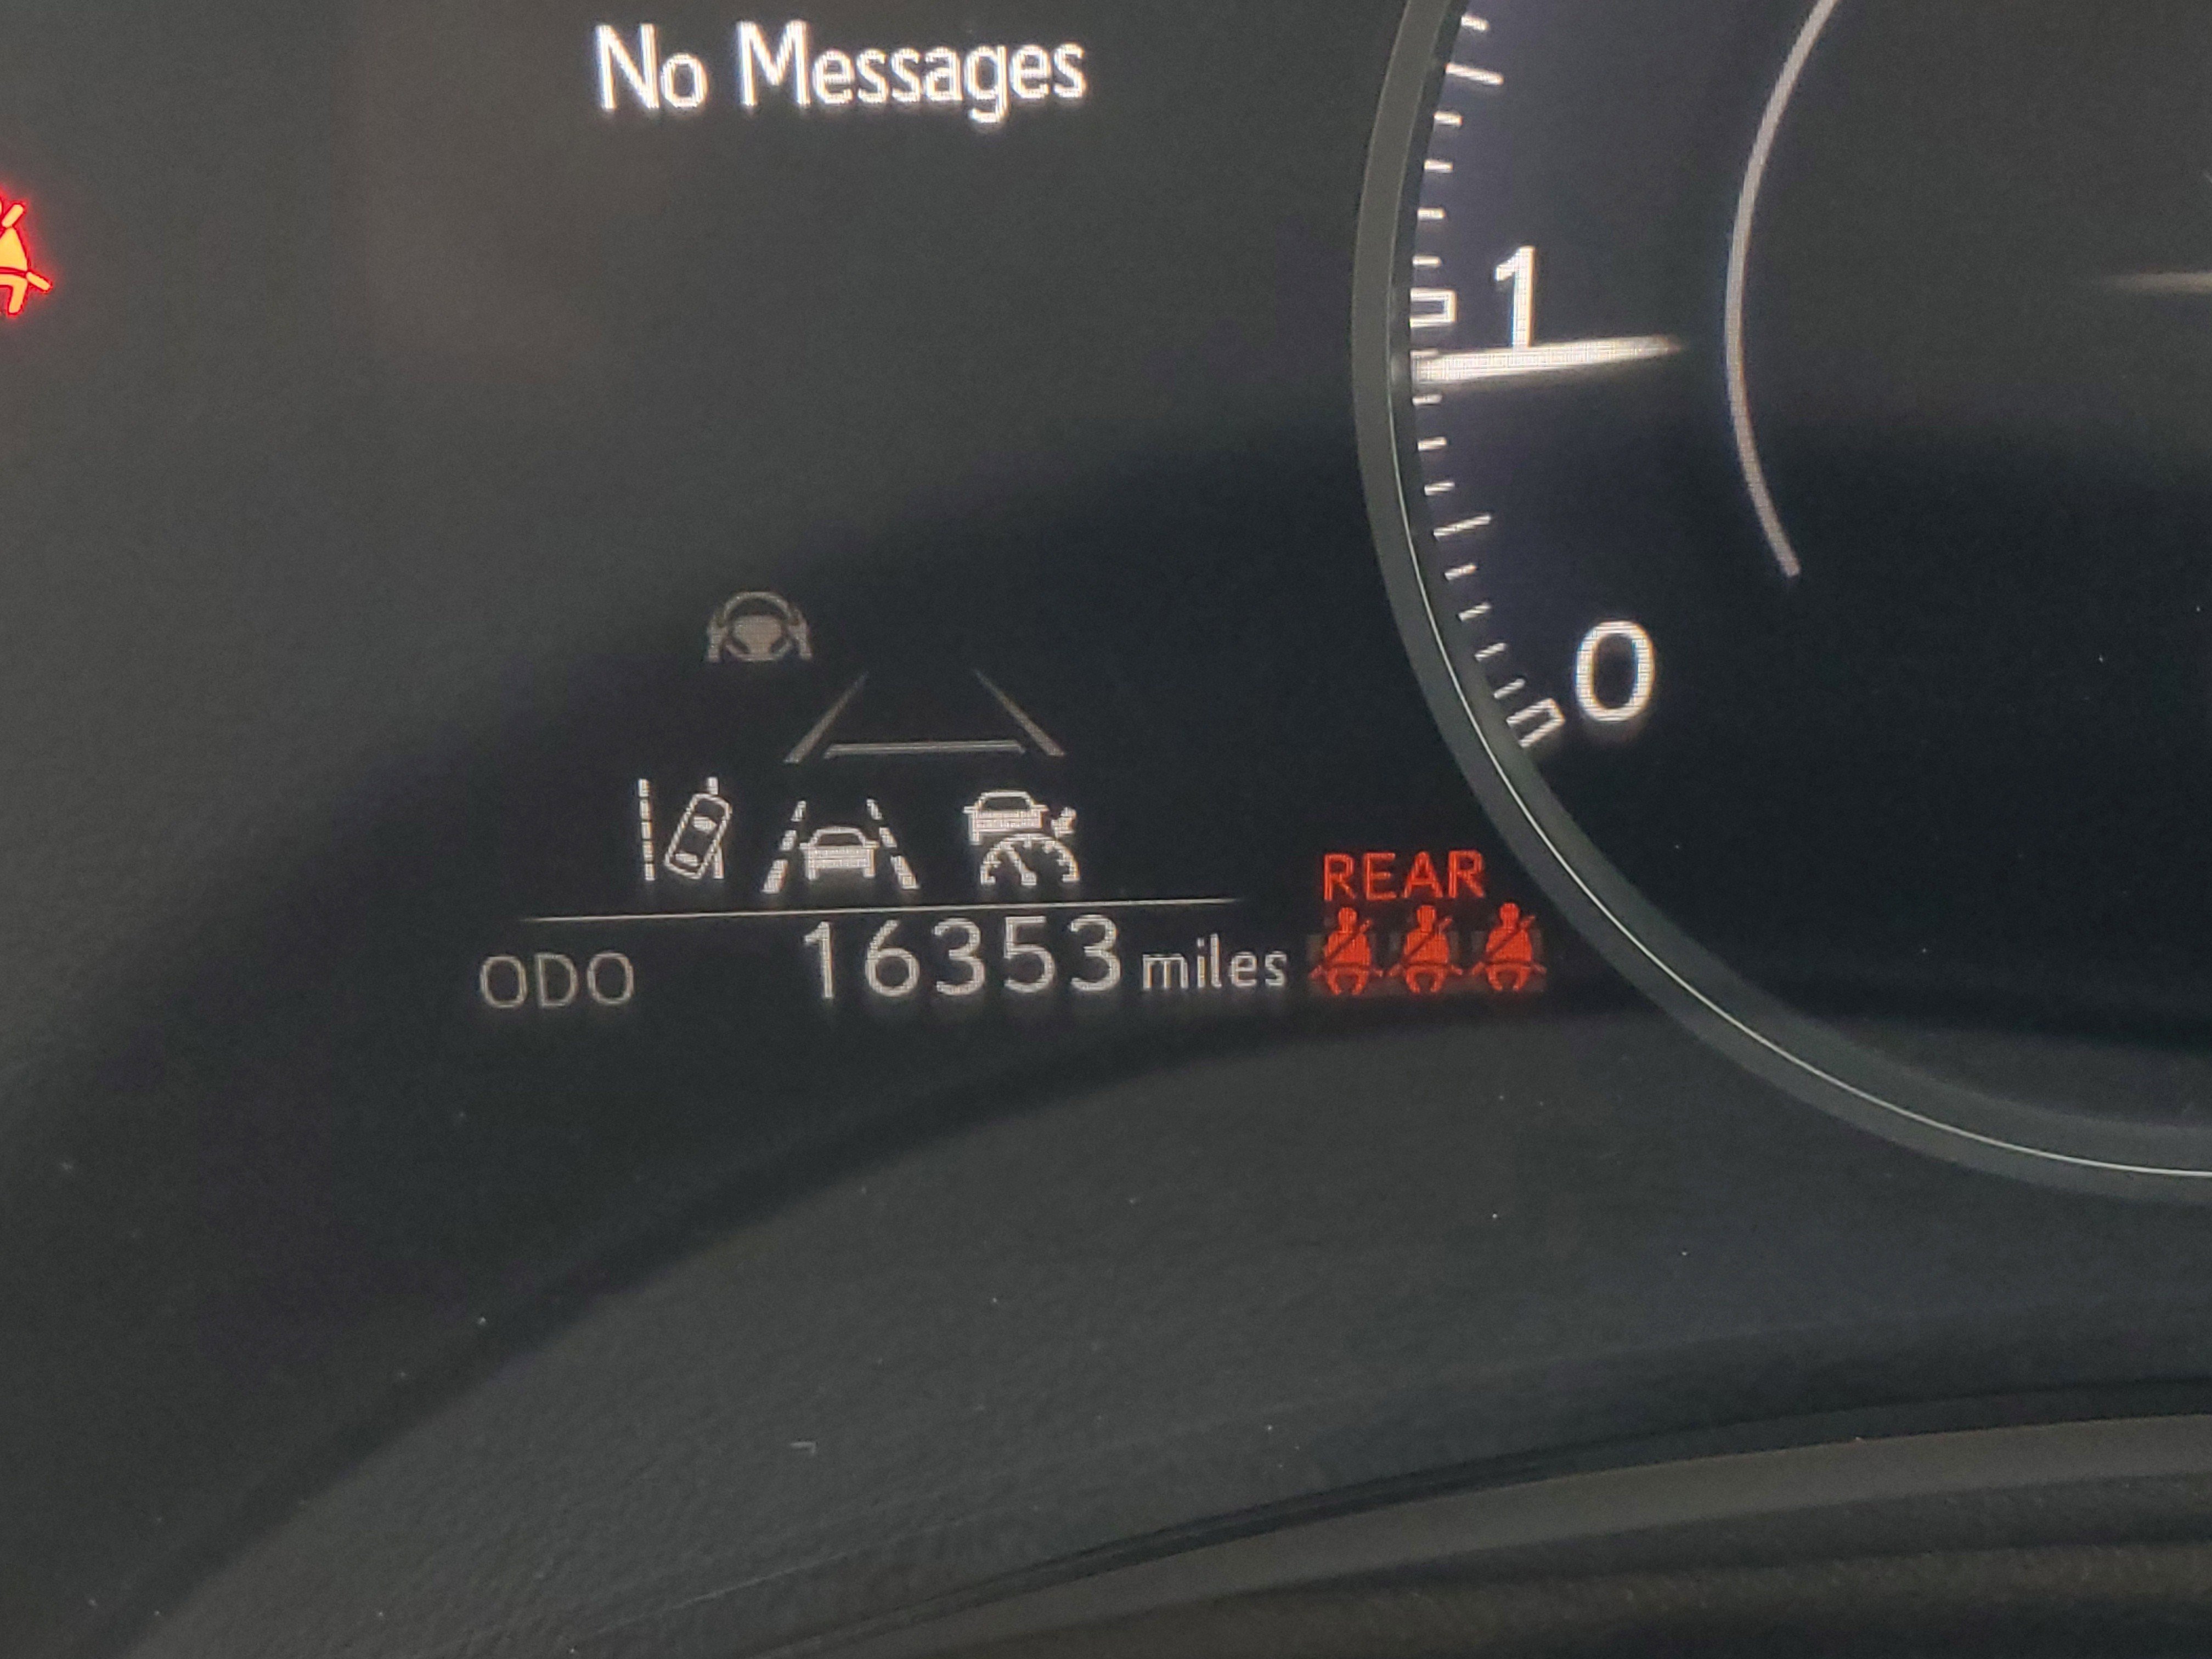 No Messages
1
0
REAR
ODO 16353 miles